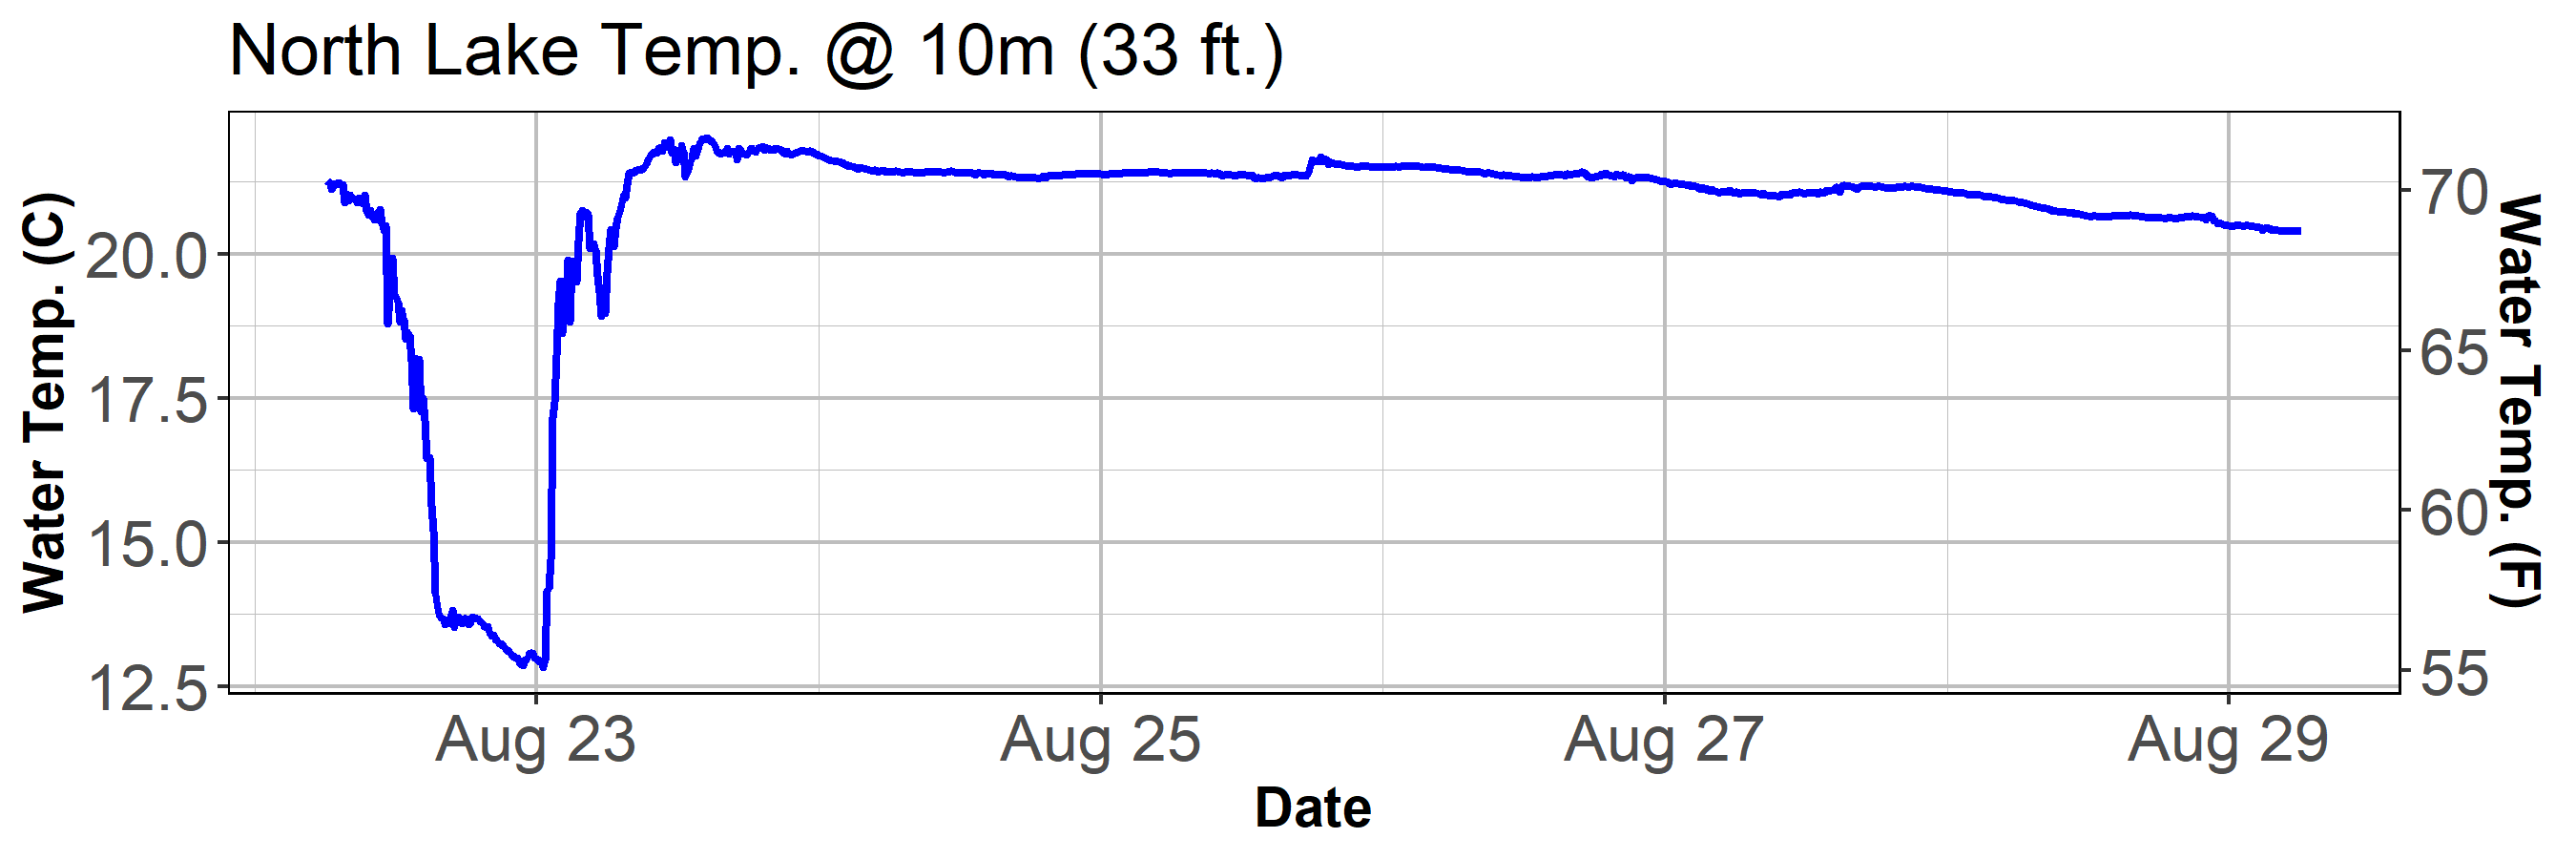 North Lake Temp. @ 10m (33 ft.)
Water Temp. (C)
20.0
17.5
15.0
12.5
70
65
60
55
Water Temp. (F)
Aug 23 Aug 25 Aug 27 Aug 29
Date